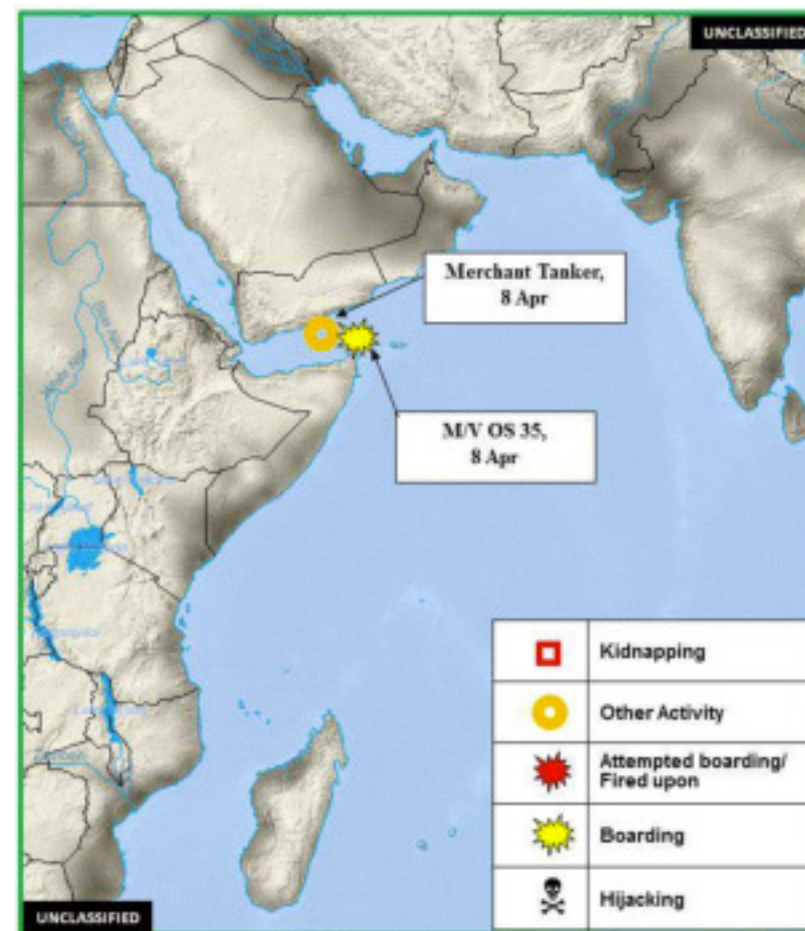 UNCLASSIFIED
Merchant Tanker,
8 Apr
M/V OS 35,
8 Apr
Kidnapping
Other Activity
Attempted boarding/
Fired upon
Boarding
Hijacking
UNCLASSIFIED